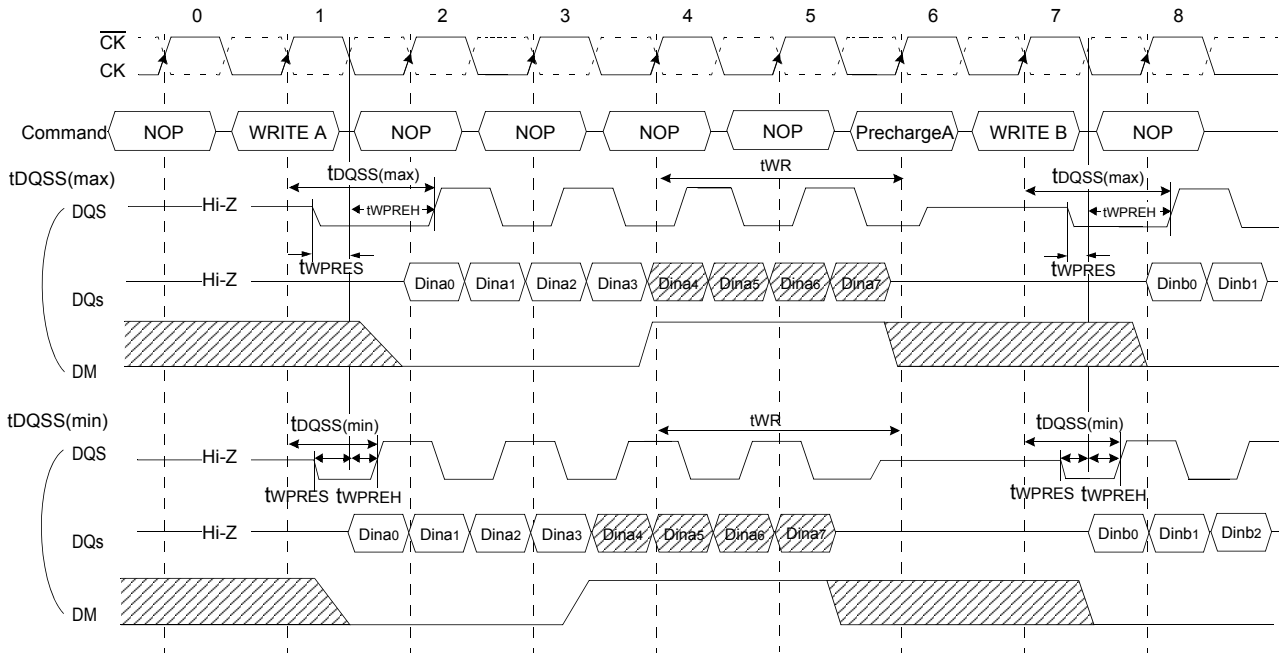 0 1 2 3 4 5 6 7 8
CK
CK
Command NOP WRITE A NOP NOP NOP NOP PrechargeA WRITE B NOP
tDQSS(max) tDQSS(max) tWR tDQSS(max)
DQS Hi-Z tWPREH tWPREH
tWPRES tWPRES
DQs Hi-Z Dina0 Dina1 Dina2 Dina3 Dina4 Dina5 Dina6 Dina7 Dinb0 Dinb1
DM
tDQSS(min) tDQSS(min) tWR tDQSS(min)
DQS Hi-Z
tWPRES tWPREH tWPRES tWPREH
DQs Hi-Z Dina0 Dina1 Dina2 Dina3 Dina4 Dina5 Dina6 Dina7 Dinb0 Dinb1 Dinb2
DM